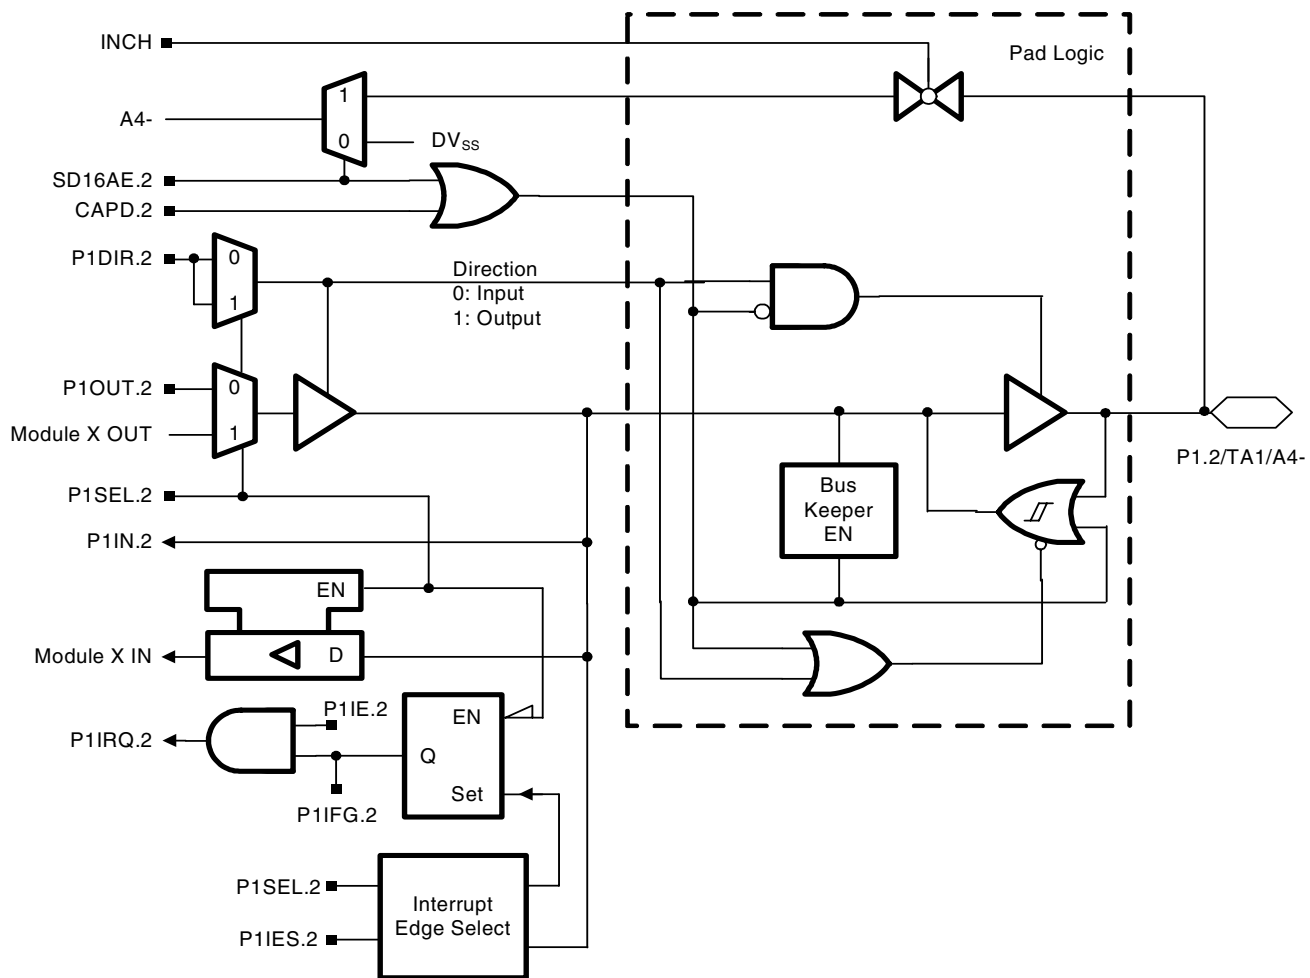 INCH
Pad Logic
A4-
1
0
DVSS
SD16AE.2
CAPD.2
P1DIR.2
0
1
Direction
0: Input
1: Output
P1OUT.2
0
Module X OUT
1
P1.2/TA1/A4-
P1SEL.2
Bus
Keeper
EN
P1IN.2
EN
Module X IN
D
P1IE.2
EN
P1IRQ.2
Q
Set
P1IFG.2
P1SEL.2
Interrupt
Edge Select
P1IES.2